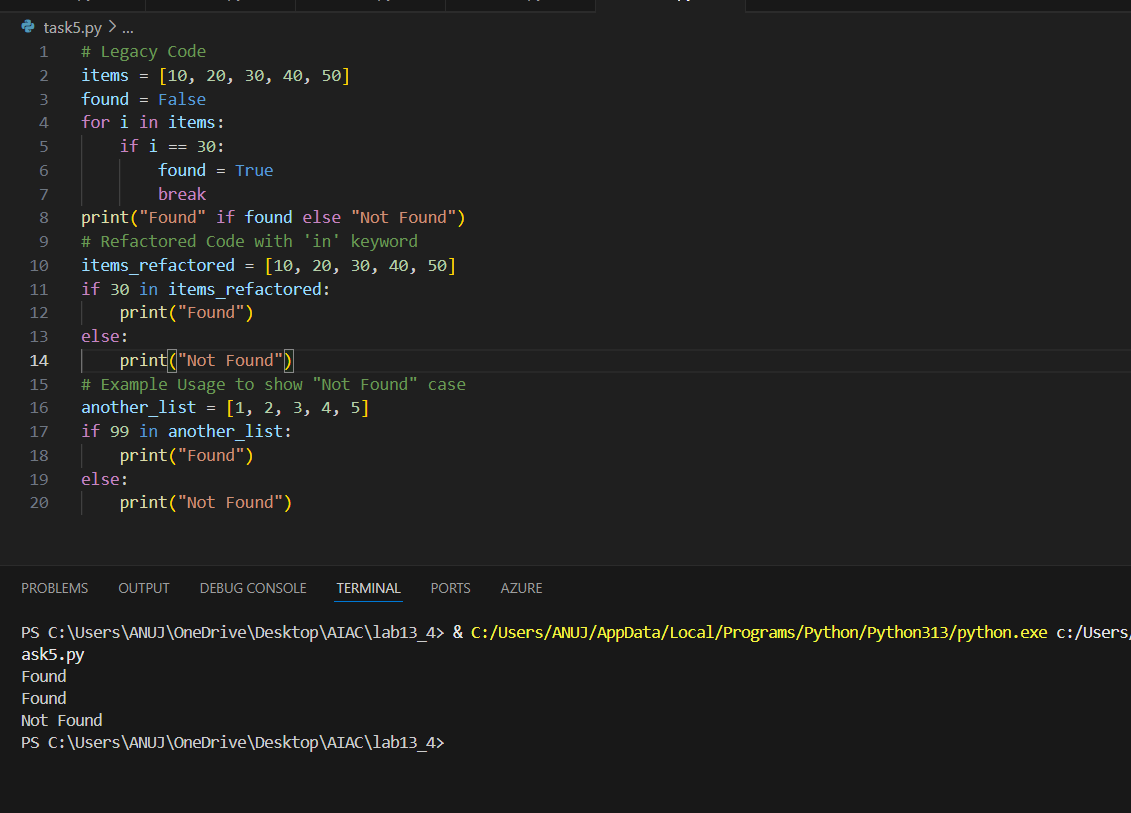 task5.py > ...
1 # Legacy Code
2 items = [10, 20, 30, 40, 50]
3 found = False
4 for i in items:
5     if i == 30:
6         found = True
7         break
8 print("Found" if found else "Not Found")
9 # Refactored Code with 'in' keyword
10 items_refactored = [10, 20, 30, 40, 50]
11 if 30 in items_refactored:
12     print("Found")
13 else:
14     print("Not Found")
15 # Example Usage to show "Not Found" case
16 another_list = [1, 2, 3, 4, 5]
17 if 99 in another_list:
18     print("Found")
19 else:
20     print("Not Found")
PROBLEMS OUTPUT DEBUG CONSOLE TERMINAL PORTS AZURE
PS C:\Users\ANUJ\OneDrive\Desktop\AIAC\lab13_4> & C:/Users/ANUJ/AppData/Local/Programs/Python/Python313/python.exe c:/Users/
ask5.py
Found
Found
Not Found
PS C:\Users\ANUJ\OneDrive\Desktop\AIAC\lab13_4>